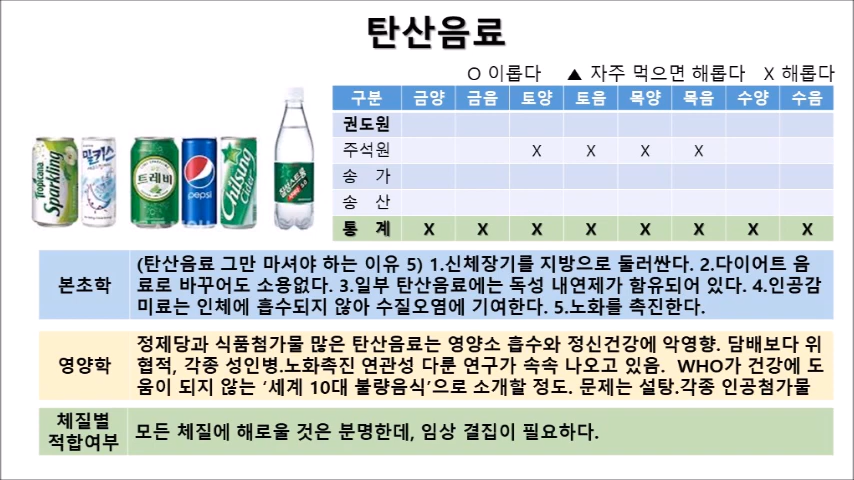 탄산음료
O 이롭다 ▲ 자주 먹으면 해롭다 X 해롭다
구분 금양 금음 토양 토음 목양 목음 수양 수음
권도원
주석원 X X X X
송 가
송 산
통 계 X X X X X X X X
Tropicana
Sparkling
밀키스
트레비
pepsi
Chilsung
Cider
본초학
(탄산음료 그만 마셔야 하는 이유 5) 1.신체장기를 지방으로 둘러싼다. 2.다이어트 음
료로 바꾸어도 소용없다. 3.일부 탄산음료에는 독성 내연제가 함유되어 있다. 4.인공감
미료는 인체에 흡수되지 않아 수질오염에 기여한다. 5.노화를 촉진한다.
영양학
정제당과 식품첨가물 많은 탄산음료는 영양소 흡수와 정신건강에 악영향. 담배보다 위
협적, 각종 성인병.노화촉진 연관성 다룬 연구가 속속 나오고 있음. WHO가 건강에 도
움이 되지 않는 ‘세계 10대 불량음식’으로 소개할 정도. 문제는 설탕.각종 인공첨가물
체질별
적합여부
모든 체질에 해로울 것은 분명한데, 임상 결집이 필요하다.